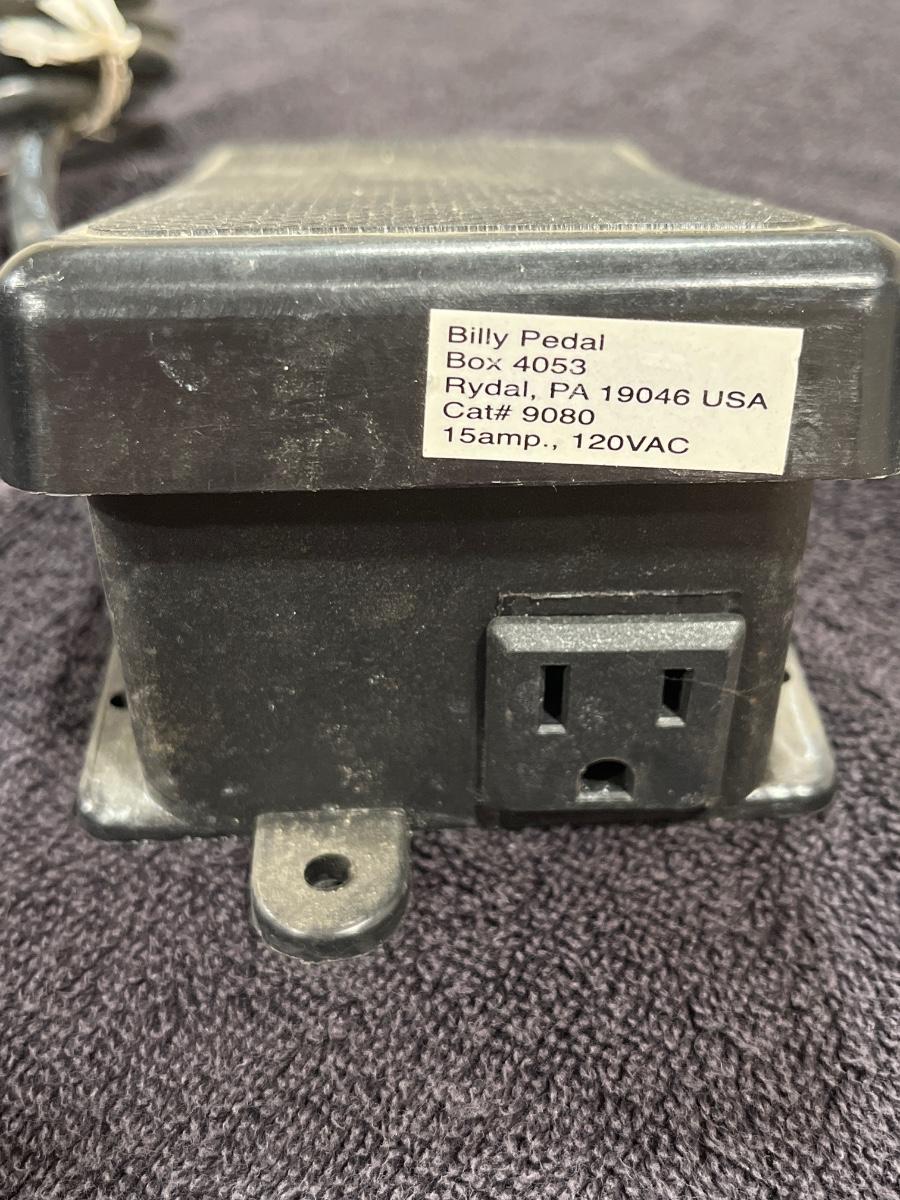 Billy Pedal
Box 4053
Rydal, PA 19046 USA
Cat# 9080
15amp., 120VAC